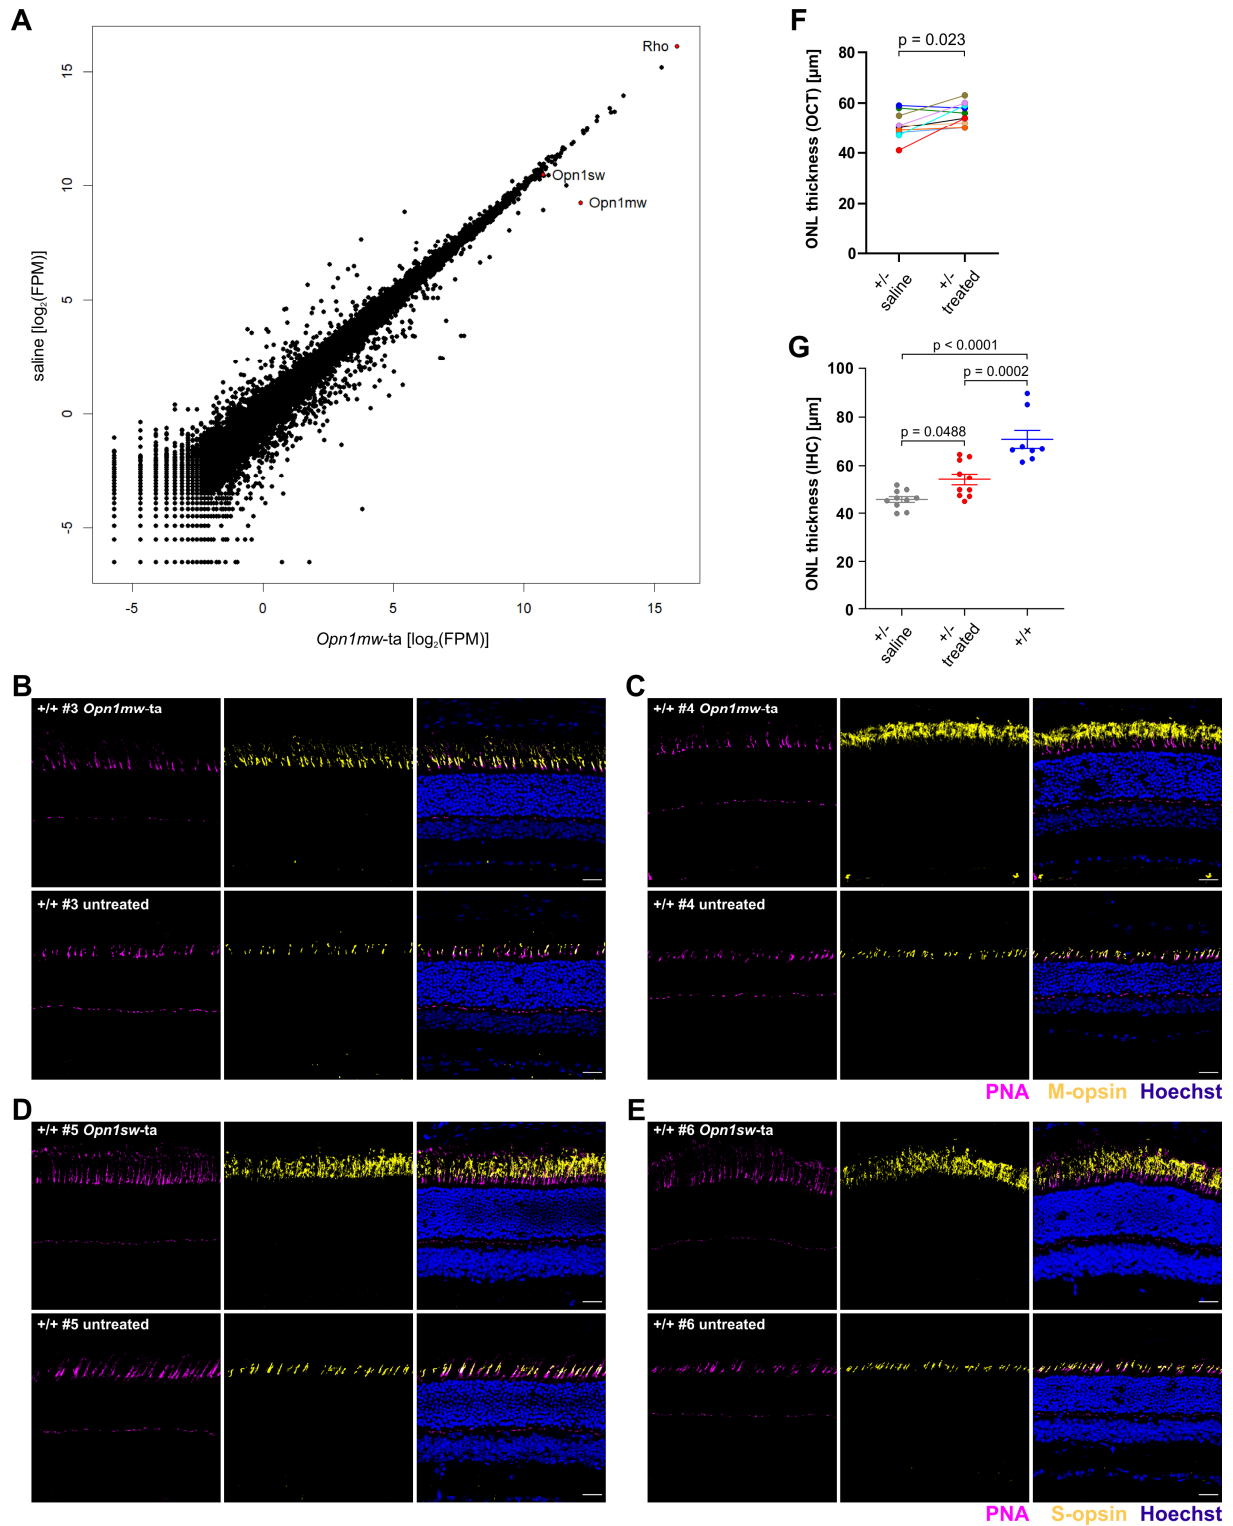 A
saline [log2(FPM)]
15
10
5
0
-5
-5
0
5
10
15
Opn1mw-ta [log2(FPM)]
Rho
Opn1sw
Opn1mw
F
ONL thickness (OCT) [µm]
80
60
40
20
0
p = 0.023
+/-
saline
+/-
treated
G
ONL thickness (IHC) [µm]
100
80
60
40
20
0
p < 0.0001
p = 0.0002
p = 0.0488
+/-
saline
+/-
treated
+/+
B
+/+ #3 Opn1mw-ta
+/+ #3 untreated
C
+/+ #4 Opn1mw-ta
+/+ #4 untreated
PNA M-opsin Hoechst
D
+/+ #5 Opn1sw-ta
+/+ #5 untreated
E
+/+ #6 Opn1sw-ta
+/+ #6 untreated
PNA S-opsin Hoechst